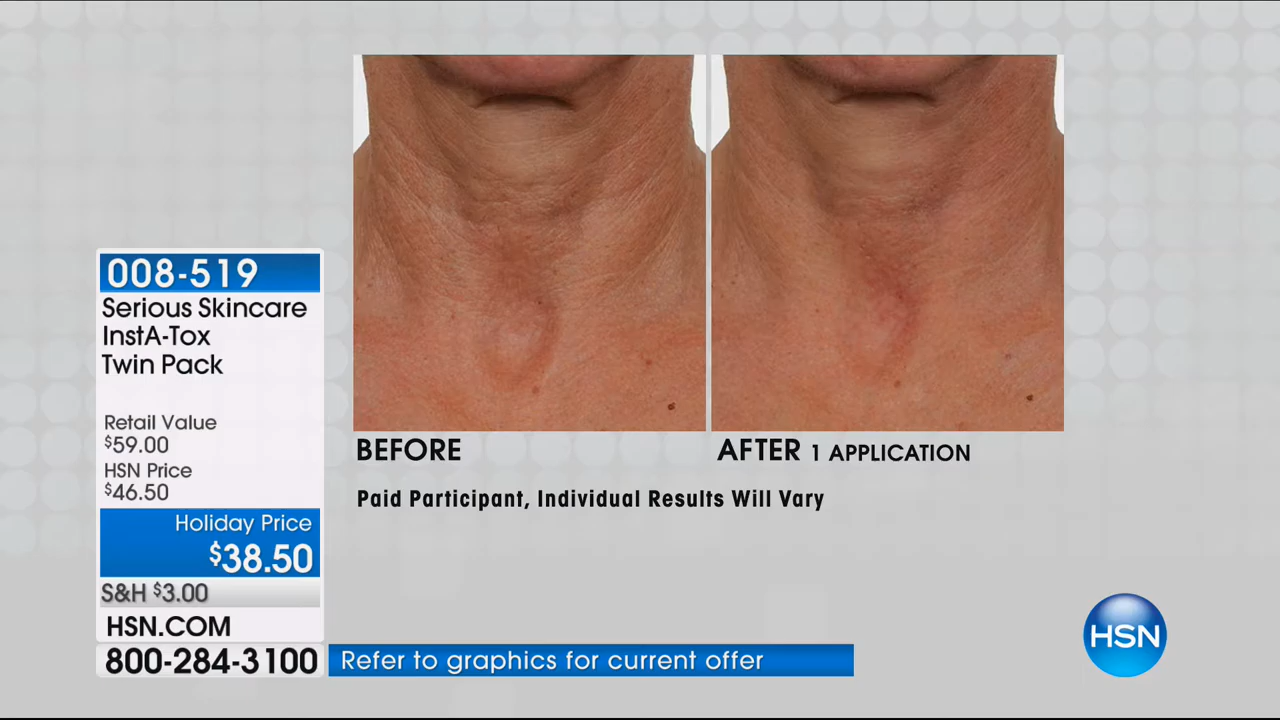 008-519
Serious Skincare
InstA-Tox
Twin Pack
Retail Value
$59.00
HSN Price
$46.50
Holiday Price
$38.50
S&H $3.00
HSN.COM
800-284-3100
BEFORE
AFTER 1 APPLICATION
Paid Participant, Individual Results Will Vary
Refer to graphics for current offer
HSN